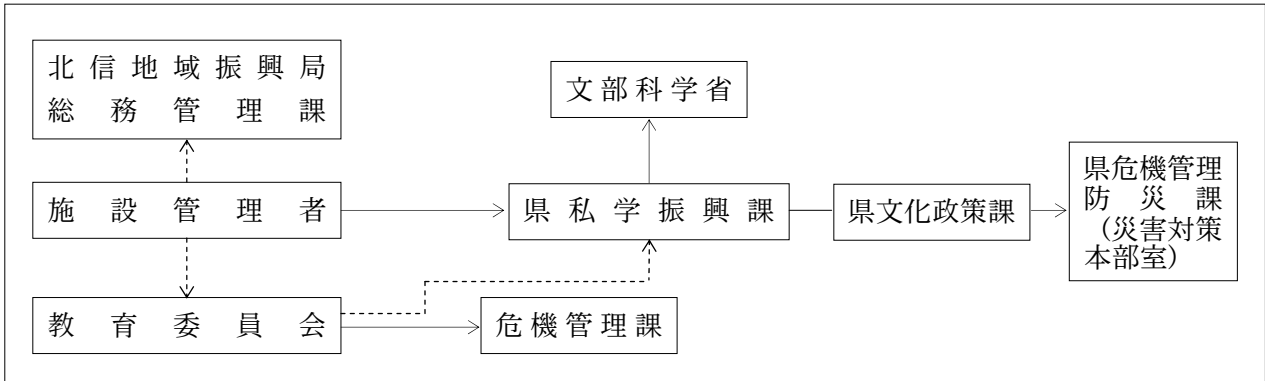 北信地域振興局
総務管理課
文部科学省
施設管理者
県私学振興課
県文化政策課
県危機管理
防災課
（災害対策
本部室）
教育委員会
危機管理課